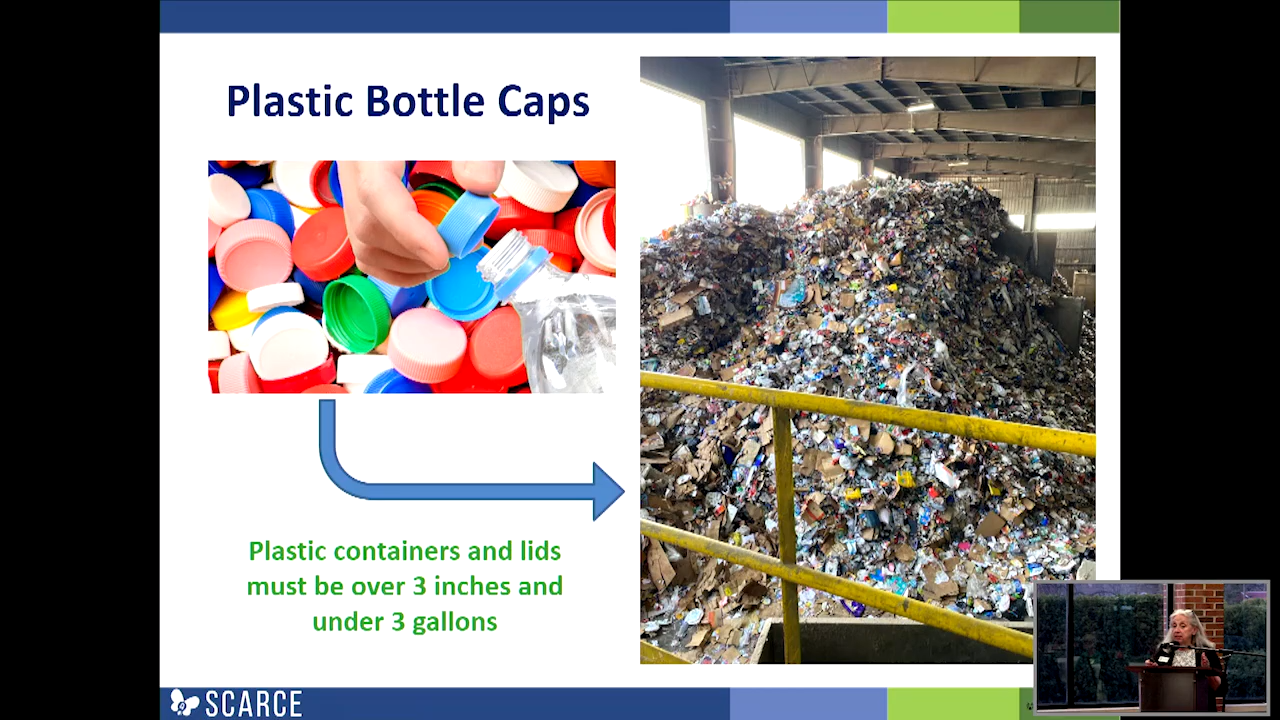 Plastic Bottle Caps
Plastic containers and lids
must be over 3 inches and
under 3 gallons
SCARCE